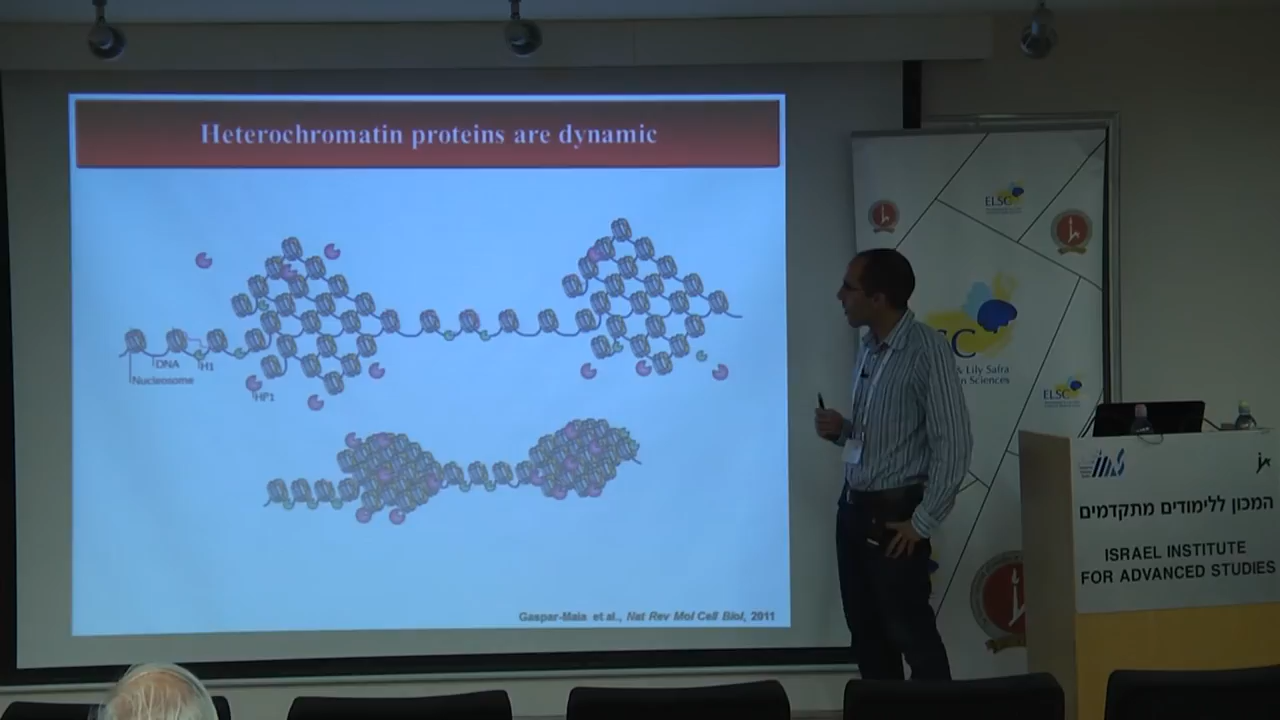 Heterochromatin proteins are dynamic
DNA
H1
Nucleosome
HP1
Gaspar-Maia et al., Nat Rev Mol Cell Biol, 2011
ELSC
SC
& Lily Safra
n Sciences
ELSC
המכון ללימודים מתקדמים
ISRAEL INSTITUTE
FOR ADVANCED STUDIES